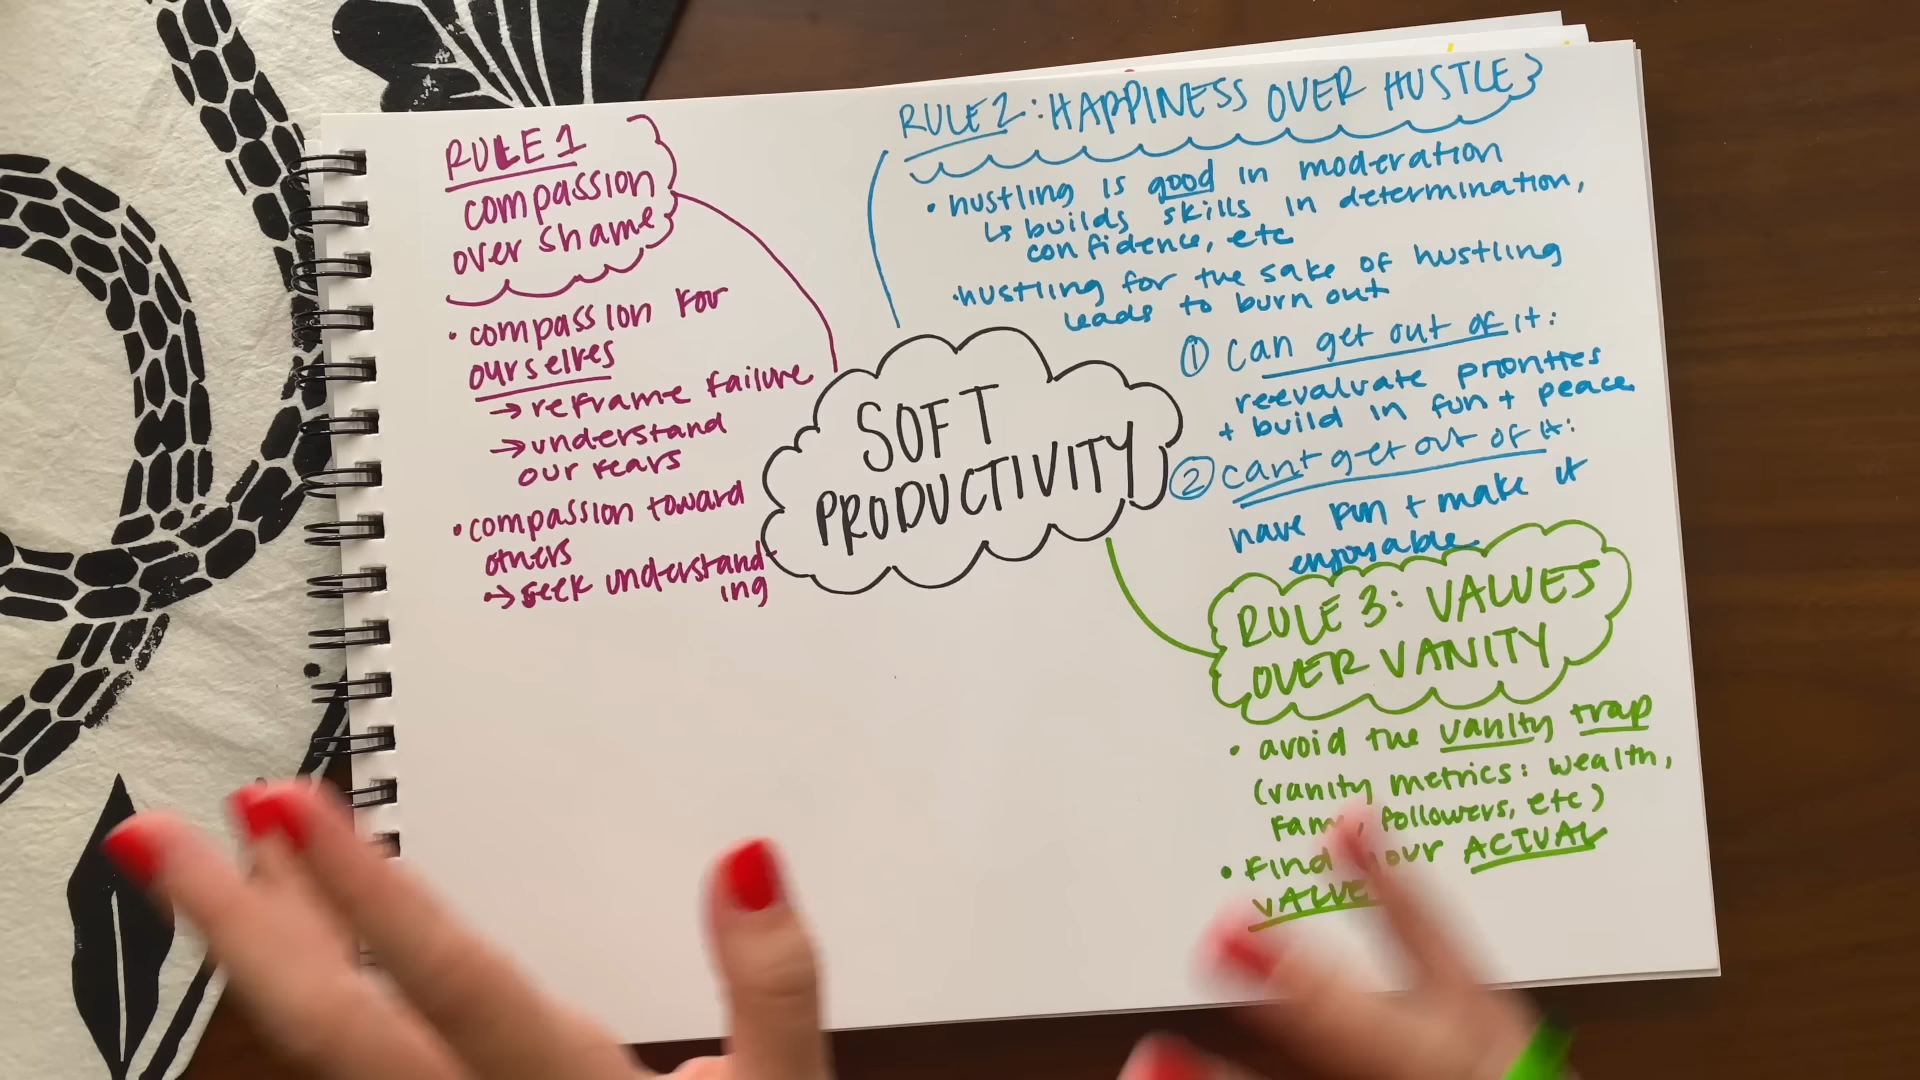 RULE 1
compassion
over shame
• compassion for
ourselves
→ reframe failure
→ understand
our fears
• compassion toward
others
→ seek understand-
ing
SOFT
PRODUCTIVITY
RULE 2: HAPPINESS OVER HUSTLE
• hustling is good in moderation
↳ builds skills in determination,
confidence, etc
• hustling for the sake of hustling
leads to burn out
① can get out of it:
reevaluate priorities
+ build in fun + peace
② can't get out of it:
have fun + make it
enjoyable
RULE 3: VALUES
OVER VANITY
• avoid the vanity trap
(vanity metrics: wealth,
fame, followers, etc)
• find your ACTUAL